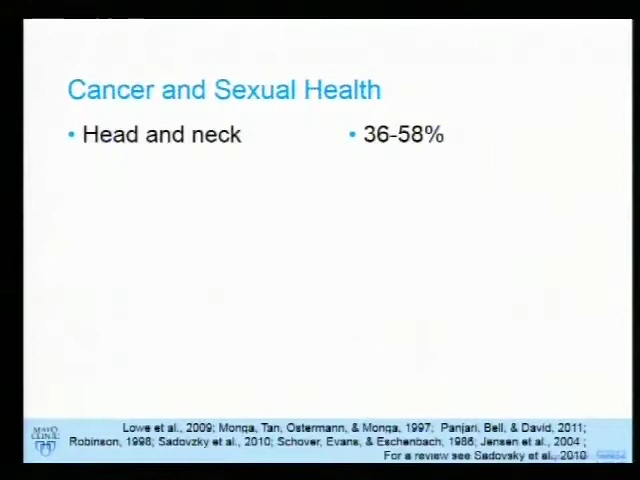 Cancer and Sexual Health
• Head and neck • 36-58%
Lowe et al., 2009; Monga, Tan, Ostermann, & Monga, 1997; Panjari, Bell, & David, 2011;
Robinson, 1998; Sadovzky et al., 2010; Schover, Evans, & Eschenbach, 1986; Jensen et al., 2004 ;
For a review see Sadovsky et al., 2010
MAYO
CLINIC